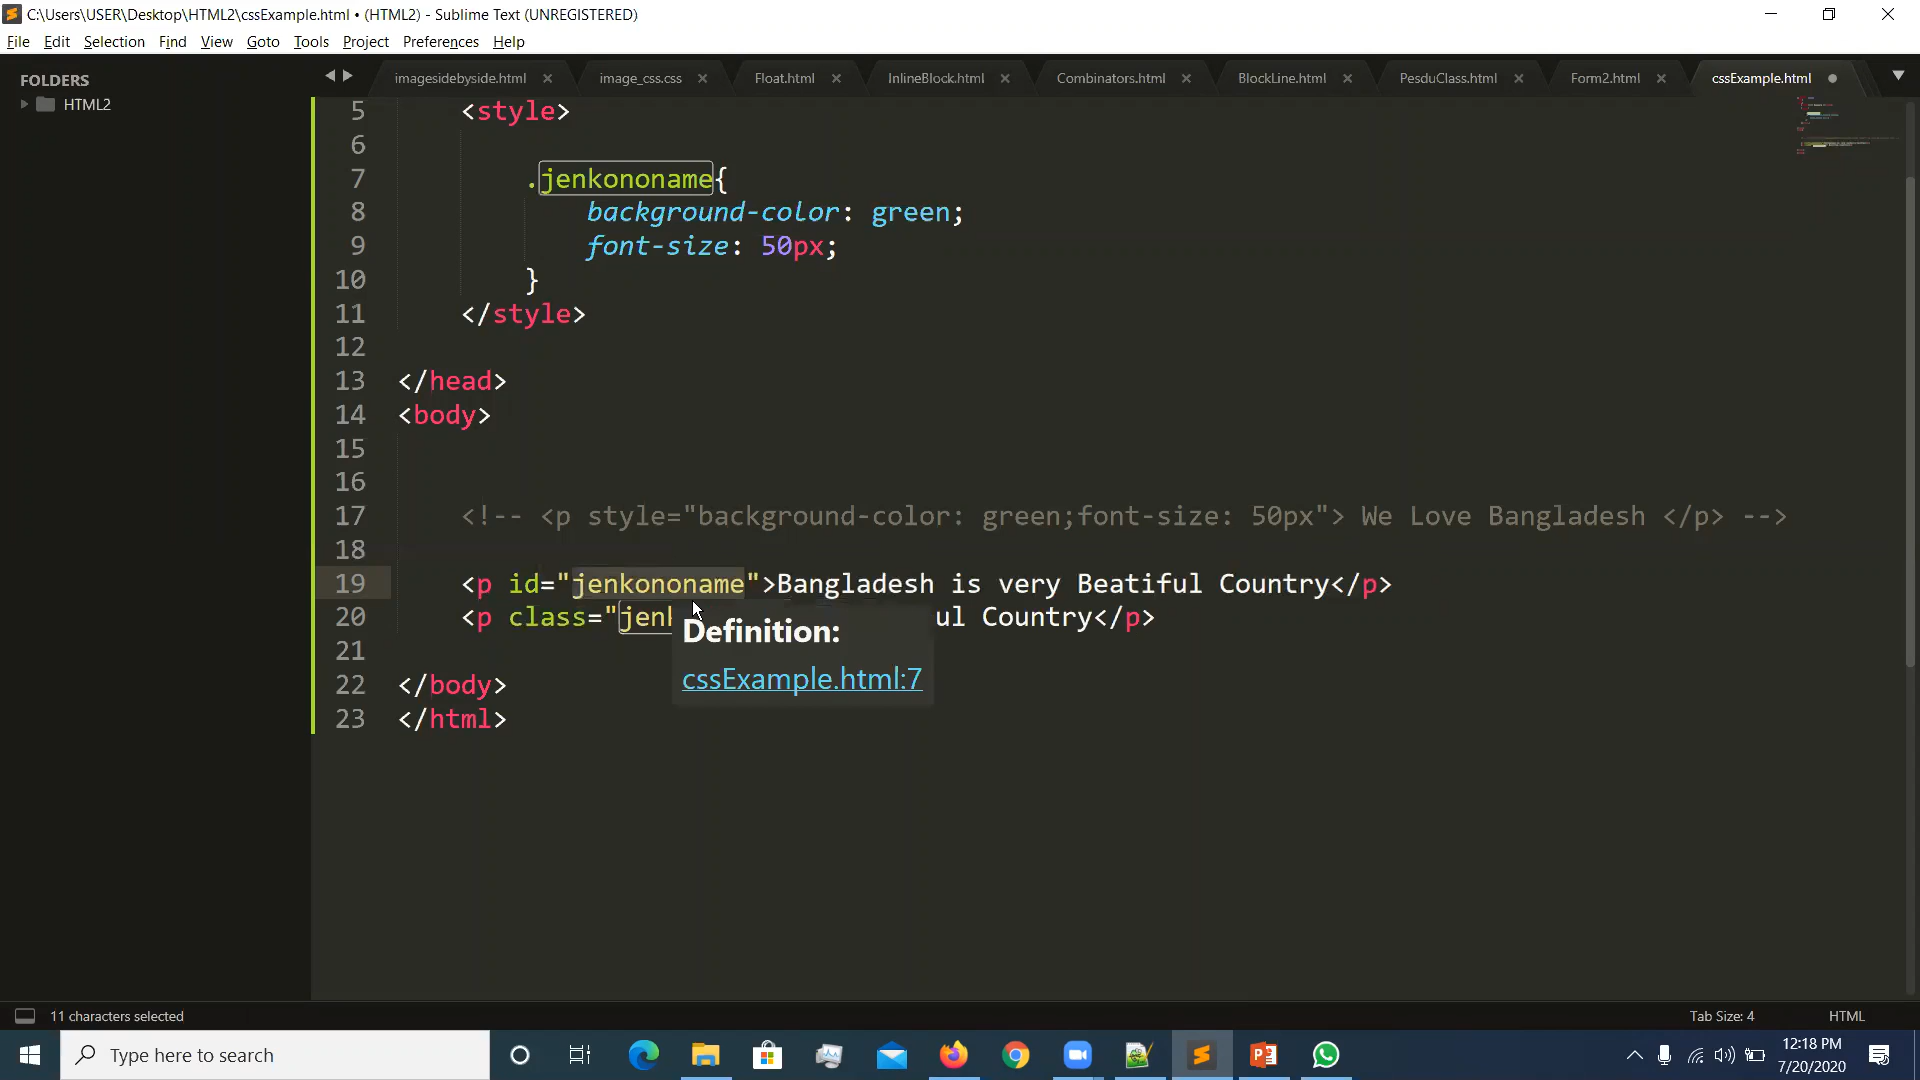 C:\Users\USER\Desktop\HTML2\cssExample.html • (HTML2) - Sublime Text (UNREGISTERED)
File Edit Selection Find View Goto Tools Project Preferences Help
FOLDERS
HTML2
imagesidebyside.html image_css.css Float.html InlineBlock.html Combinators.html BlockLine.html PesduClass.html Form2.html cssExample.html
5 <style>
6
7 .jenkononame{
8 background-color: green;
9 font-size: 50px;
10 }
11 </style>
12
13 </head>
14 <body>
15
16
17 <!-- <p style="background-color: green;font-size: 50px"> We Love Bangladesh </p> -->
18
19 <p id="jenkononame">Bangladesh is very Beatiful Country</p>
20 <p class="jenk ul Country</p>
Definition:
cssExample.html:7
21
22 </body>
23 </html>
11 characters selected Tab Size: 4 HTML
Type here to search
12:18 PM
7/20/2020